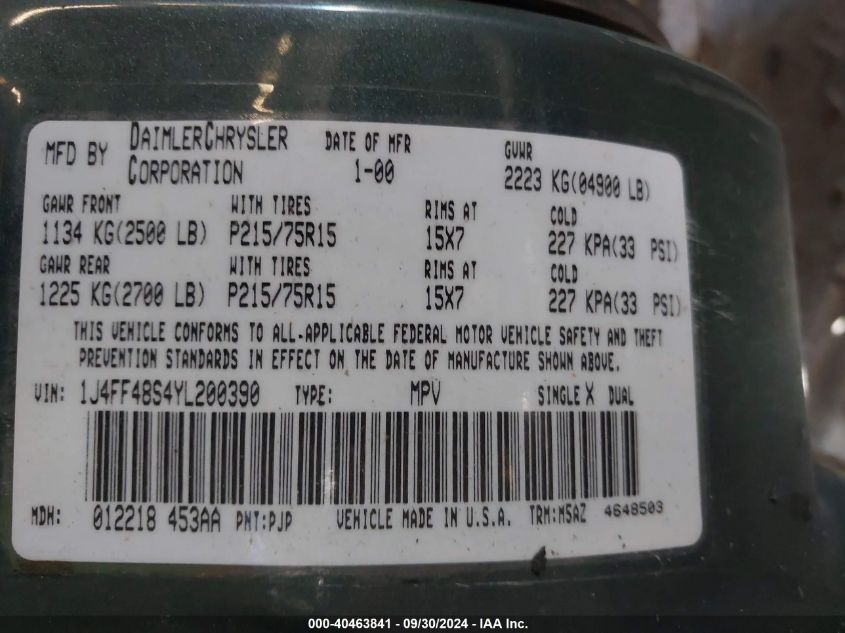 MFD BY DAIMLERCHRYSLER CORPORATION DATE OF MFR 1-00 GVWR 2223 KG(04900 LB)
GAWR FRONT WITH TIRES RIMS AT COLD
1134 KG(2500 LB) P215/75R15 15X7 227 KPA(33 PSI)
GAWR REAR WITH TIRES RIMS AT COLD
1225 KG(2700 LB) P215/75R15 15X7 227 KPA(33 PSI)
THIS VEHICLE CONFORMS TO ALL-APPLICABLE FEDERAL MOTOR VEHICLE SAFETY AND THEFT
PREVENTION STANDARDS IN EFFECT ON THE DATE OF MANUFACTURE SHOWN ABOVE.
VIN: 1J4FF48S4YL200390 TYPE: MPV SINGLE X DUAL
MDH: 012218 453AA PNT:PJP VEHICLE MADE IN U.S.A. TRM:M5AZ 4648503
000-40463841 - 09/30/2024 - IAA Inc.